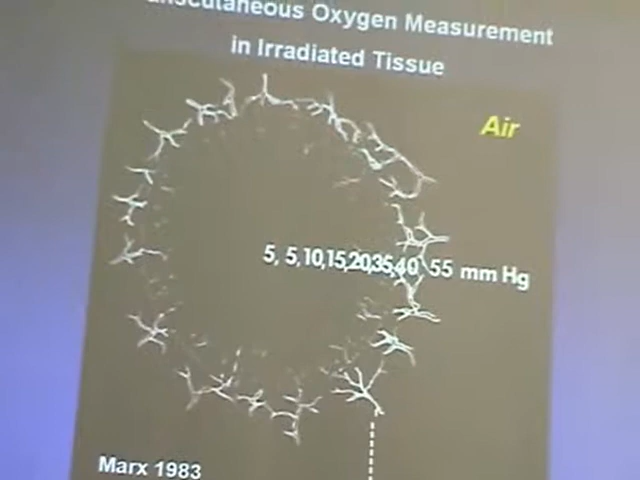 Oxygen Measurement
in Irradiated Tissue
Air
5, 5,10,15,20,35,40, 55 mm Hg
Marx 1983